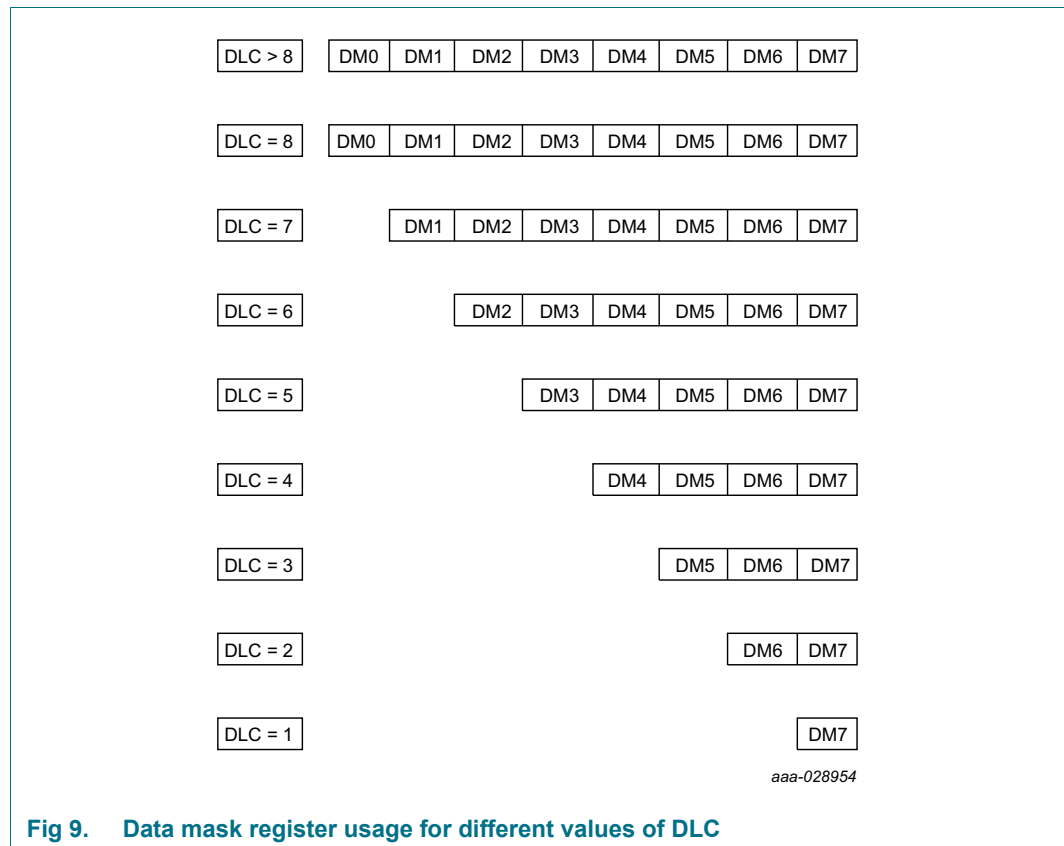 DLC > 8 DM0 DM1 DM2 DM3 DM4 DM5 DM6 DM7
DLC = 8 DM0 DM1 DM2 DM3 DM4 DM5 DM6 DM7
DLC = 7 DM1 DM2 DM3 DM4 DM5 DM6 DM7
DLC = 6 DM2 DM3 DM4 DM5 DM6 DM7
DLC = 5 DM3 DM4 DM5 DM6 DM7
DLC = 4 DM4 DM5 DM6 DM7
DLC = 3 DM5 DM6 DM7
DLC = 2 DM6 DM7
DLC = 1 DM7
aaa-028954
Fig 9. Data mask register usage for different values of DLC